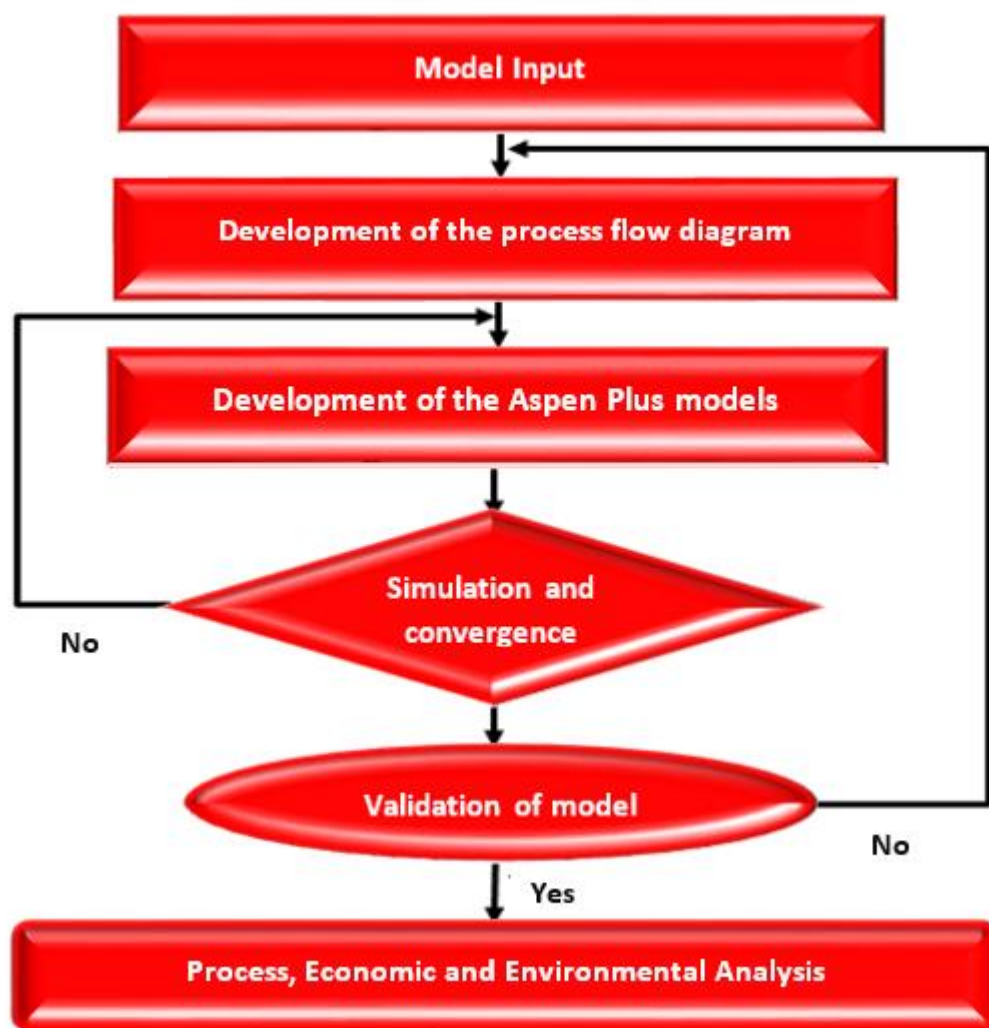 Model Input
Development of the process flow diagram
Development of the Aspen Plus models
Simulation and
convergence
No
Validation of model
No
Yes
Process, Economic and Environmental Analysis